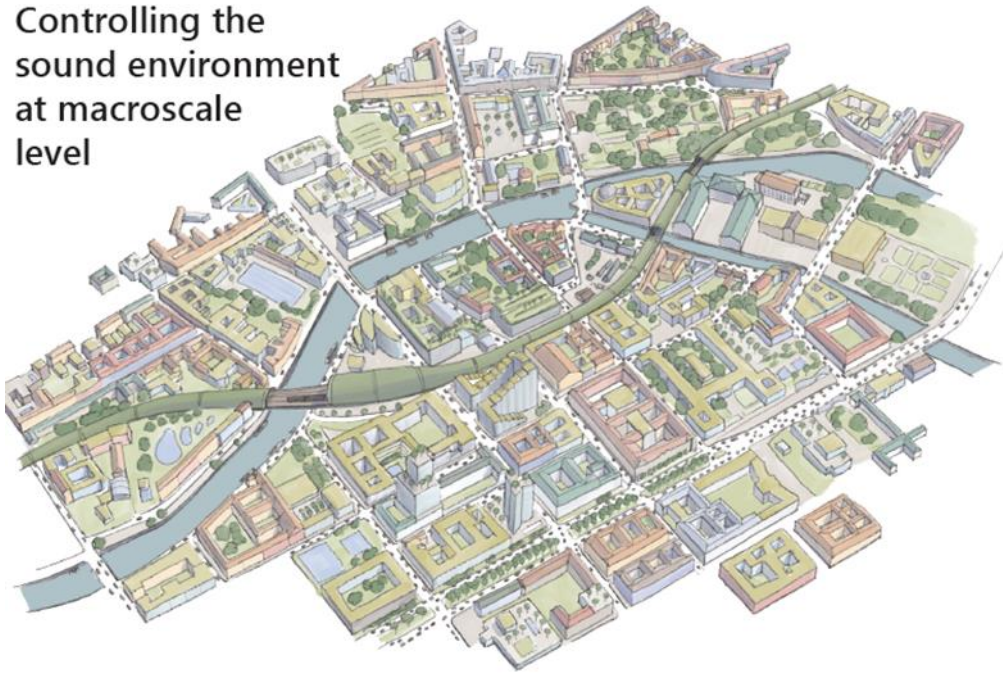 Controlling the
sound environment
at macroscale
level